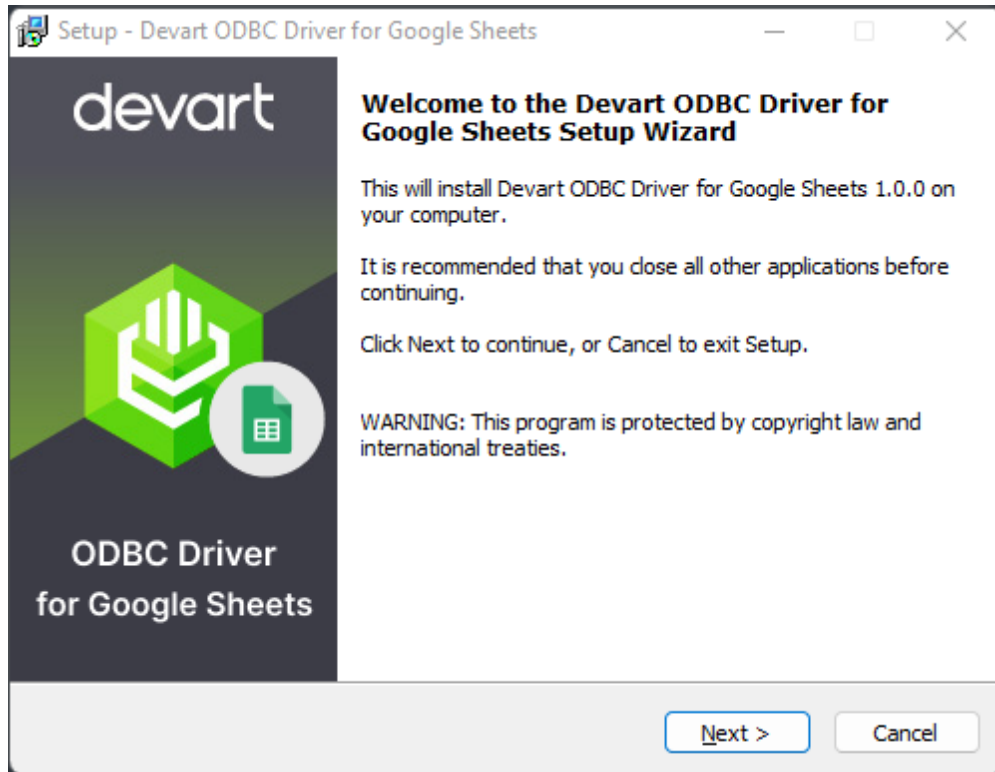 Setup - Devart ODBC Driver for Google Sheets
devart
Welcome to the Devart ODBC Driver for
Google Sheets Setup Wizard
This will install Devart ODBC Driver for Google Sheets 1.0.0 on
your computer.
It is recommended that you close all other applications before
continuing.
Click Next to continue, or Cancel to exit Setup.
WARNING: This program is protected by copyright law and
international treaties.
ODBC Driver
for Google Sheets
Next >
Cancel